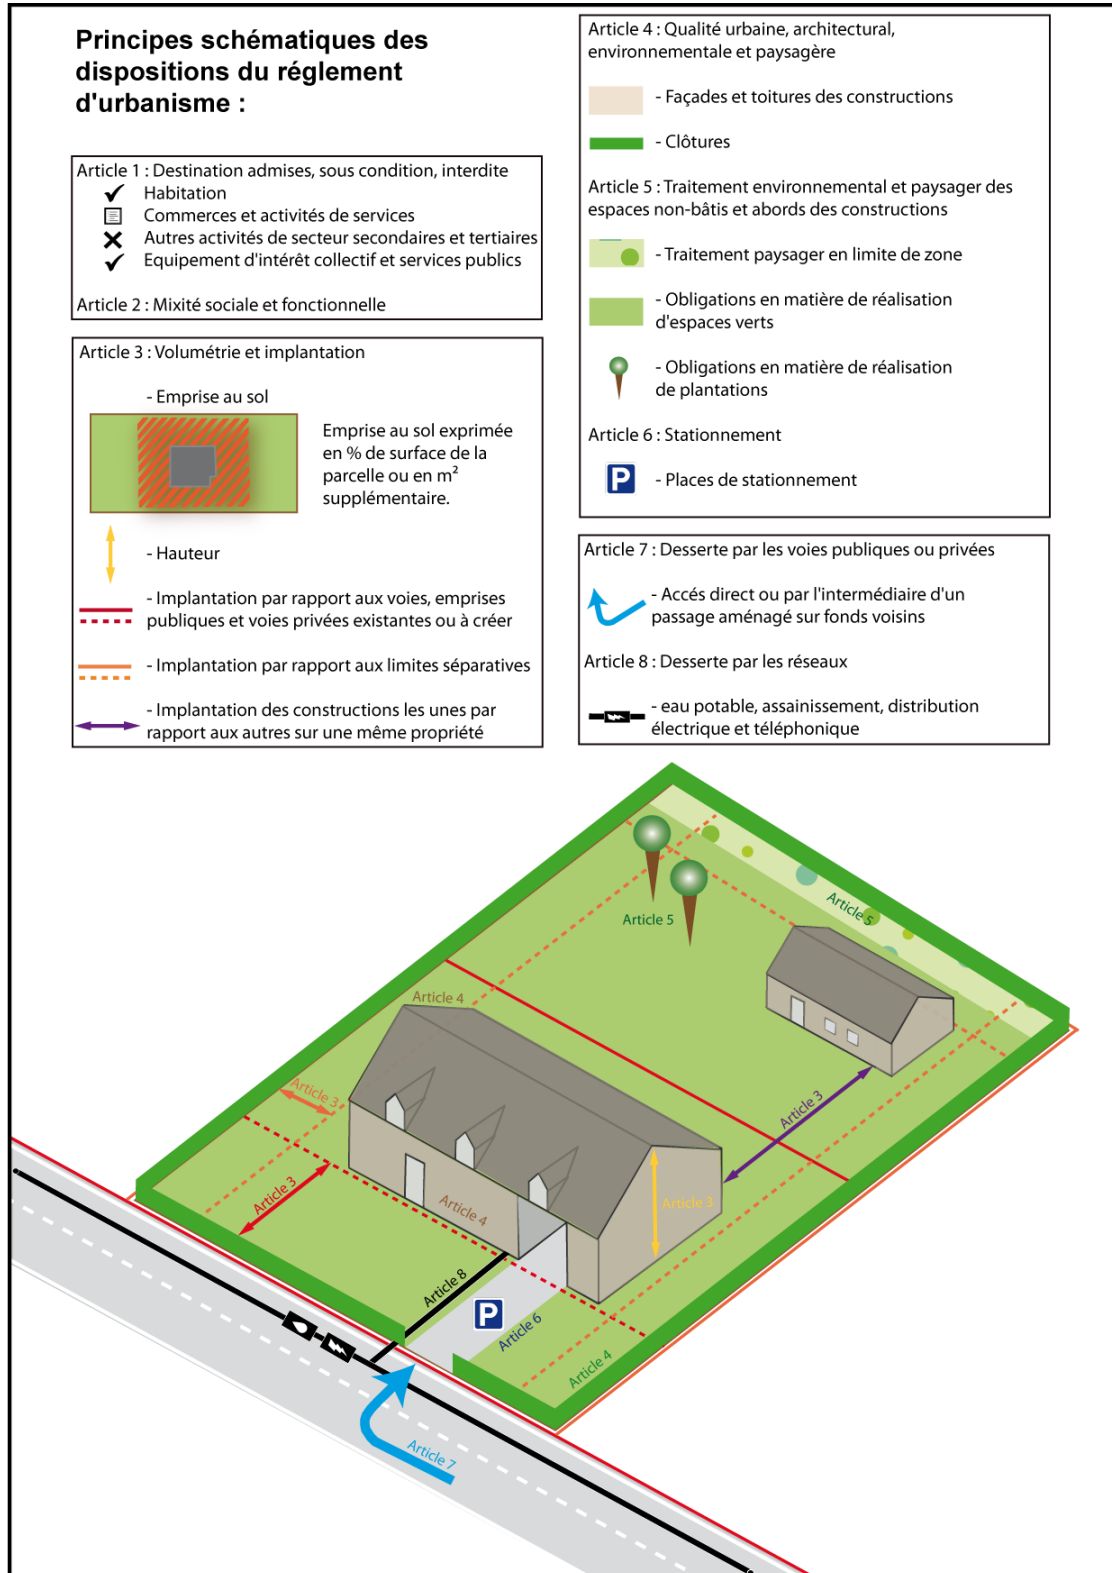 Principes schématiques des
dispositions du réglement
d'urbanisme :
Article 1 : Destination admises, sous condition, interdite
Habitation
Commerces et activités de services
Autres activités de secteur secondaires et tertiaires
Equipement d'intérêt collectif et services publics
Article 2 : Mixité sociale et fonctionnelle
Article 3 : Volumétrie et implantation
- Emprise au sol
Emprise au sol exprimée
en % de surface de la
parcelle ou en m²
supplémentaire.
- Hauteur
- Implantation par rapport aux voies, emprises
publiques et voies privées existantes ou à créer
- Implantation par rapport aux limites séparatives
- Implantation des constructions les unes par
rapport aux autres sur une même propriété
Article 4 : Qualité urbaine, architectural,
environnementale et paysagère
- Façades et toitures des constructions
- Clôtures
Article 5 : Traitement environnemental et paysager des
espaces non-bâtis et abords des constructions
- Traitement paysager en limite de zone
- Obligations en matière de réalisation
d'espaces verts
- Obligations en matière de réalisation
de plantations
Article 6 : Stationnement
P
- Places de stationnement
Article 7 : Desserte par les voies publiques ou privées
- Accés direct ou par l'intermédiaire d'un
passage aménagé sur fonds voisins
Article 8 : Desserte par les réseaux
- eau potable, assainissement, distribution
électrique et téléphonique
Article 5
Article 5
Article 4
Article 3
Article 3
Article 3
Article 4
Article 3
Article 8
P
Article 6
Article 4
Article 7